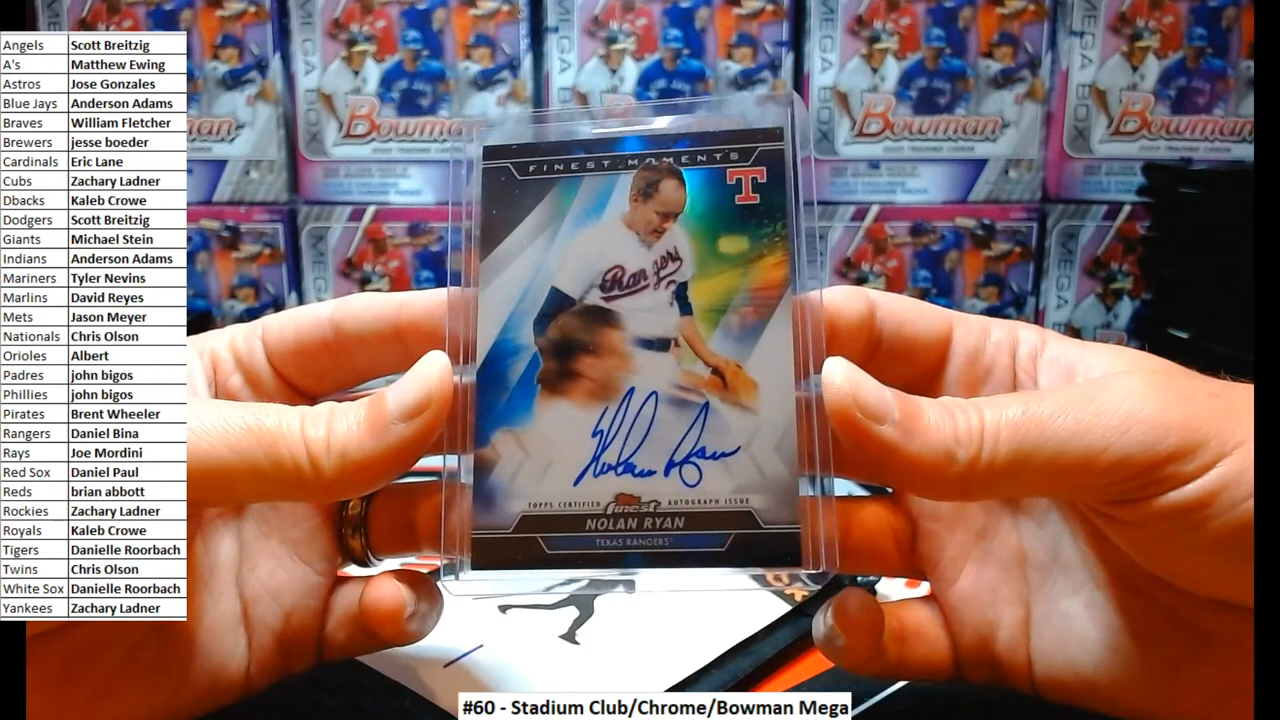 Angels Scott Breitzig
A's Matthew Ewing
Astros Jose Gonzales
Blue Jays Anderson Adams
Braves William Fletcher
Brewers jesse boeder
Cardinals Eric Lane
Cubs Zachary Ladner
Dbacks Kaleb Crowe
Dodgers Scott Breitzig
Giants Michael Stein
Indians Anderson Adams
Mariners Tyler Nevins
Marlins David Reyes
Mets Jason Meyer
Nationals Chris Olson
Orioles Albert
Padres john bigos
Phillies john bigos
Pirates Brent Wheeler
Rangers Daniel Bina
Rays Joe Mordini
Red Sox Daniel Paul
Reds brian abbott
Rockies Zachary Ladner
Royals Kaleb Crowe
Tigers Danielle Roorbach
Twins Chris Olson
White Sox Danielle Roorbach
Yankees Zachary Ladner
MEGA BOX
Bowman
Bowman
Bowman
FINEST MOMENTS
T
Rangers
Nolan Ryan
TOPPS CERTIFIED finest AUTOGRAPH ISSUE
NOLAN RYAN
TEXAS RANGERS
MEGA
MEGA
#60 - Stadium Club/Chrome/Bowman Mega